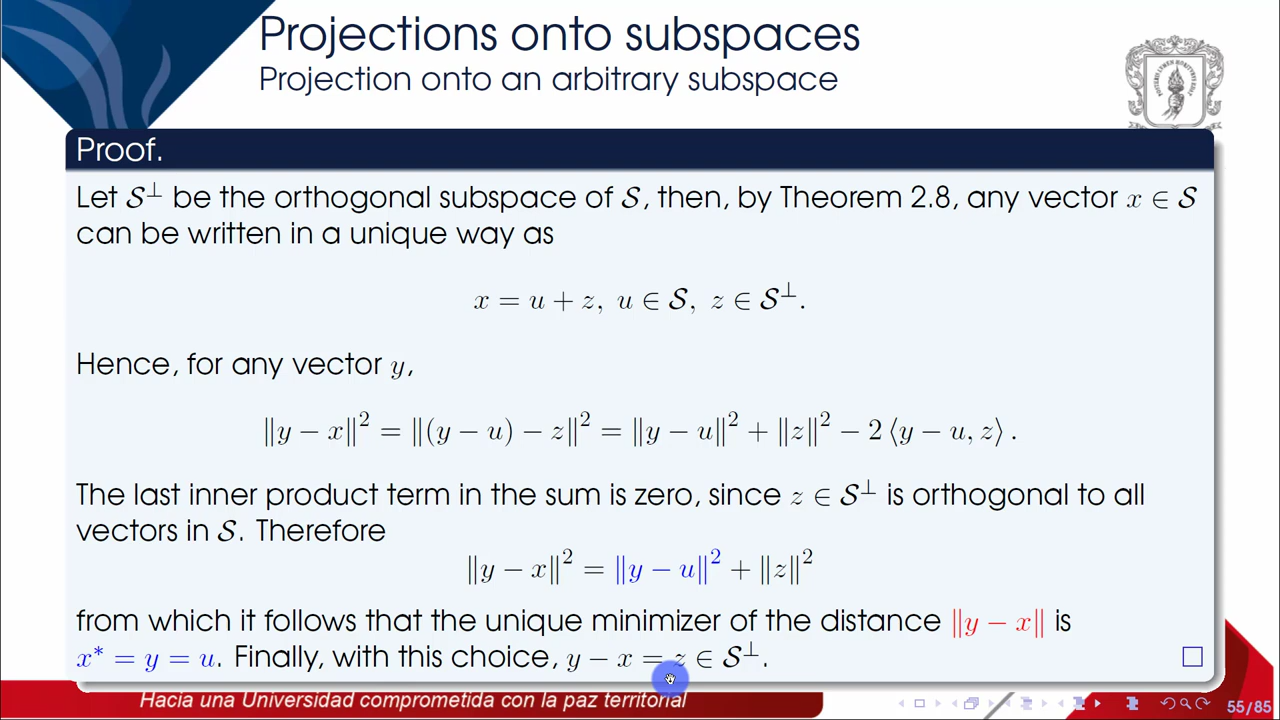 Projections onto subspaces
Projection onto an arbitrary subspace
Proof.
Let 𝒮⊥ be the orthogonal subspace of 𝒮, then, by Theorem 2.8, any vector x ∈ 𝒮
can be written in a unique way as
x = u + z, u ∈ 𝒮, z ∈ 𝒮⊥.
Hence, for any vector y,
‖y − x‖² = ‖(y − u) − z‖² = ‖y − u‖² + ‖z‖² − 2 ⟨y − u, z⟩ .
The last inner product term in the sum is zero, since z ∈ 𝒮⊥ is orthogonal to all
vectors in 𝒮. Therefore
‖y − x‖² = ‖y − u‖² + ‖z‖²
from which it follows that the unique minimizer of the distance ‖y − x‖ is
x* = y = u. Finally, with this choice, y − x = z ∈ 𝒮⊥.
Hacia una Universidad comprometida con la paz territorial
55/85